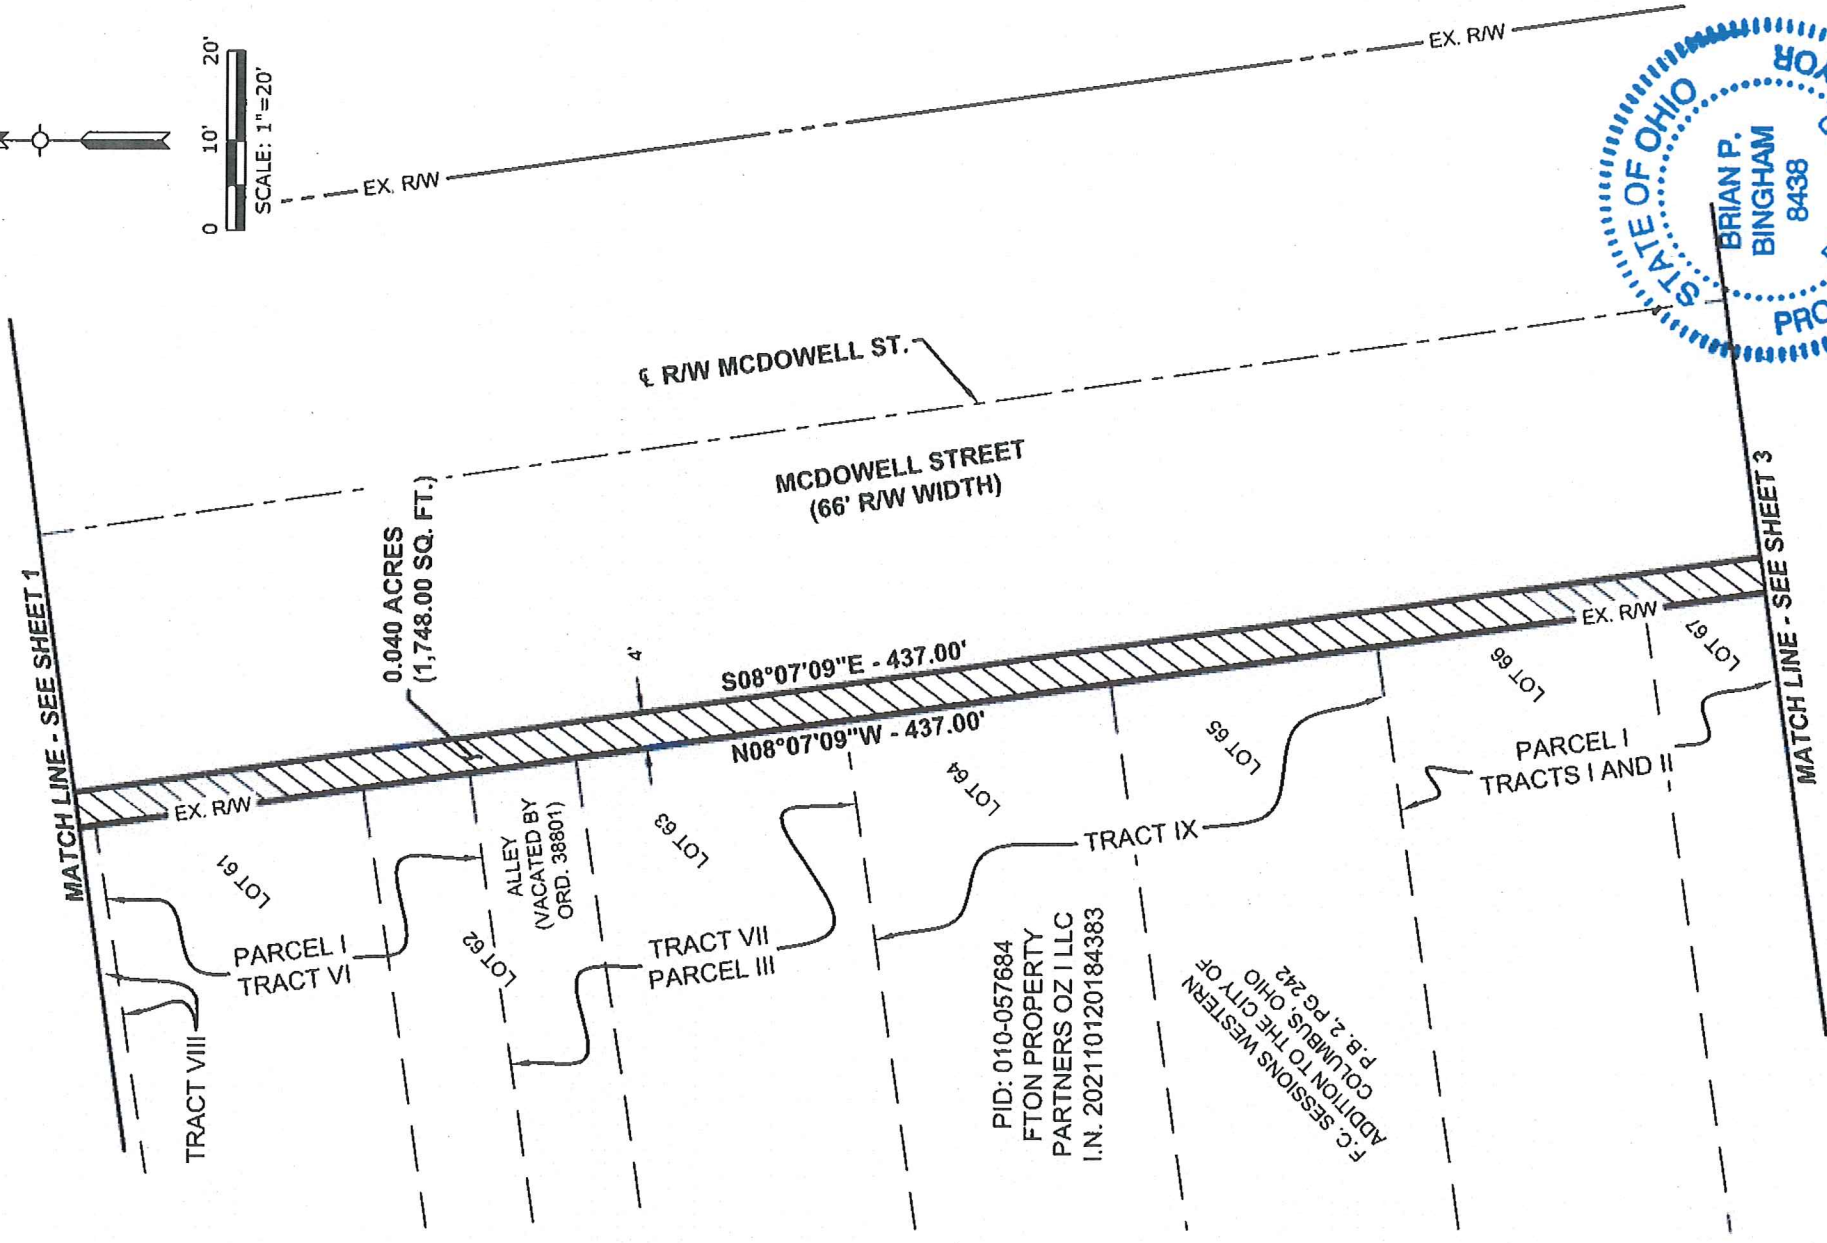 0 10' 20'
SCALE: 1"=20'
EX. R/W
EX. R/W
STATE OF OHIO
BRIAN P.
BINGHAM
8438
MATCH LINE - SEE SHEET 1
℄ R/W MCDOWELL ST.
MCDOWELL STREET
(66' R/W WIDTH)
0.040 ACRES
(1,748.00 SQ. FT.)
4'
S08°07'09"E - 437.00'
N08°07'09"W - 437.00'
EX. R/W
EX. R/W
LOT 61
LOT 62
ALLEY
(VACATED BY
ORD. 38801)
LOT 63
LOT 64
LOT 65
LOT 66
LOT 67
PARCEL I
TRACT VI
TRACT VIII
TRACT VII
PARCEL III
TRACT IX
PARCEL I
TRACTS I AND II
MATCH LINE - SEE SHEET 3
PID: 010-057684
FTON PROPERTY
PARTNERS OZ I LLC
I.N. 202110120184383
F.C. SESSIONS WESTERN
ADDITION TO THE CITY OF
COLUMBUS, OHIO
P.B. 2, PG 242